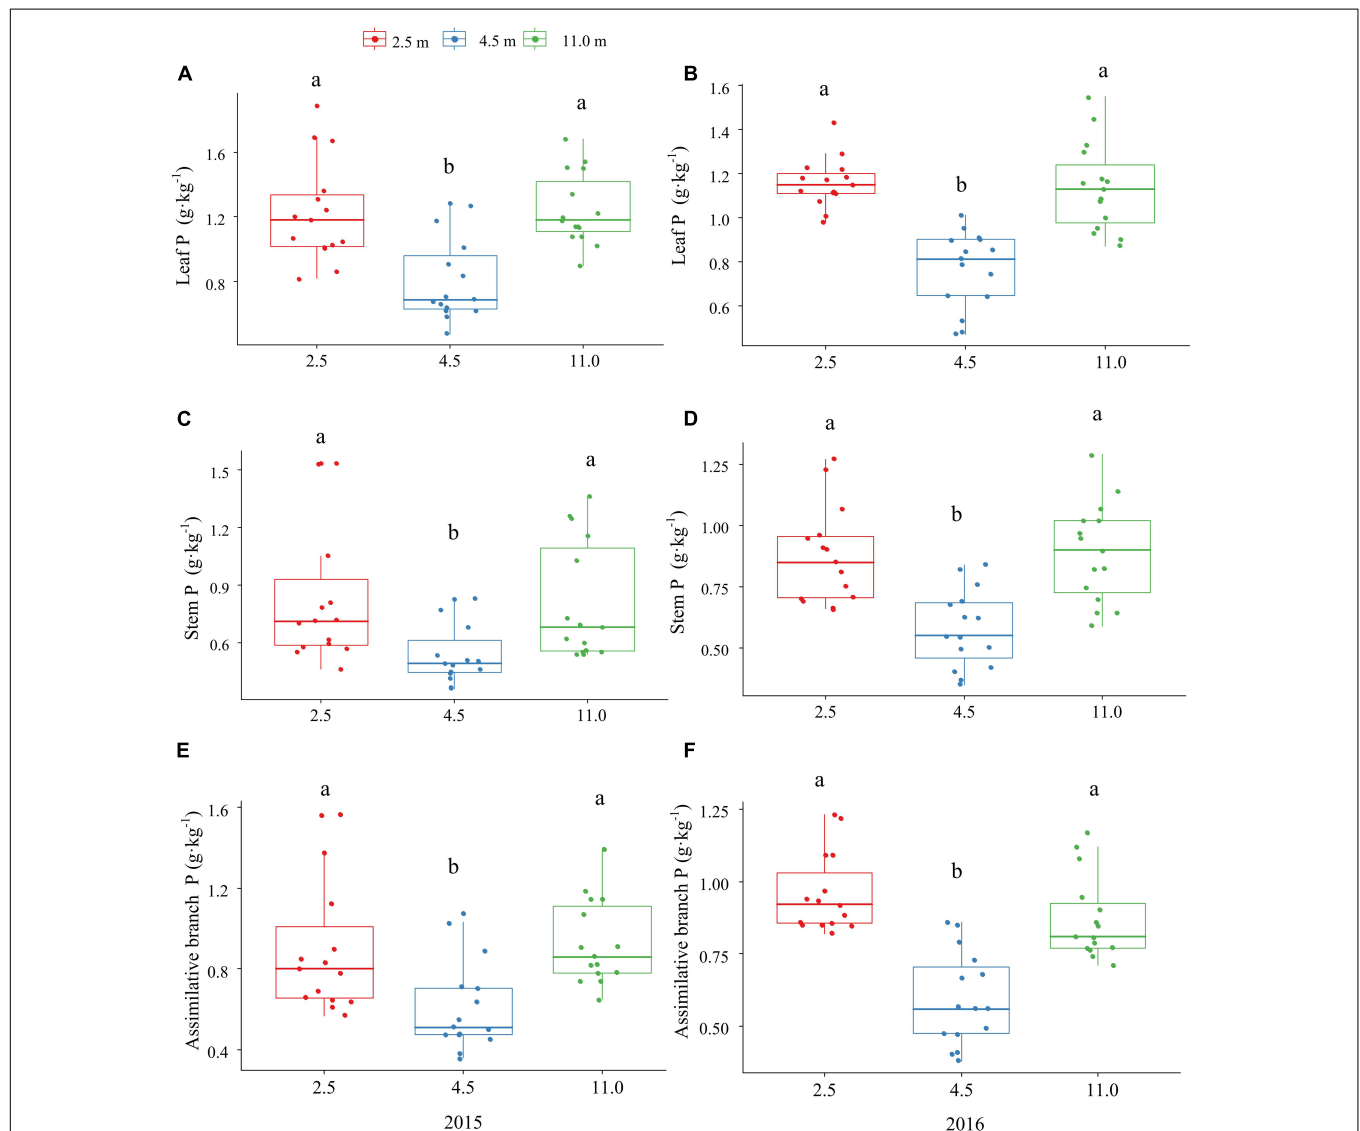 2.5 m 4.5 m 11.0 m
A
a
b
a
Leaf P (g·kg⁻¹)
1.6
1.2
0.8
2.5 4.5 11.0
B
a
b
a
Leaf P (g·kg⁻¹)
1.6
1.4
1.2
1.0
0.8
0.6
2.5 4.5 11.0
C
a
b
a
Stem P (g·kg⁻¹)
1.5
1.2
0.9
0.6
2.5 4.5 11.0
D
a
b
a
Stem P (g·kg⁻¹)
1.25
1.00
0.75
0.50
2.5 4.5 11.0
E
a
b
a
Assimilative branch P (g·kg⁻¹)
1.6
1.2
0.8
0.4
2.5 4.5 11.0
2015
F
a
b
a
Assimilative branch P (g·kg⁻¹)
1.25
1.00
0.75
0.50
2.5 4.5 11.0
2016